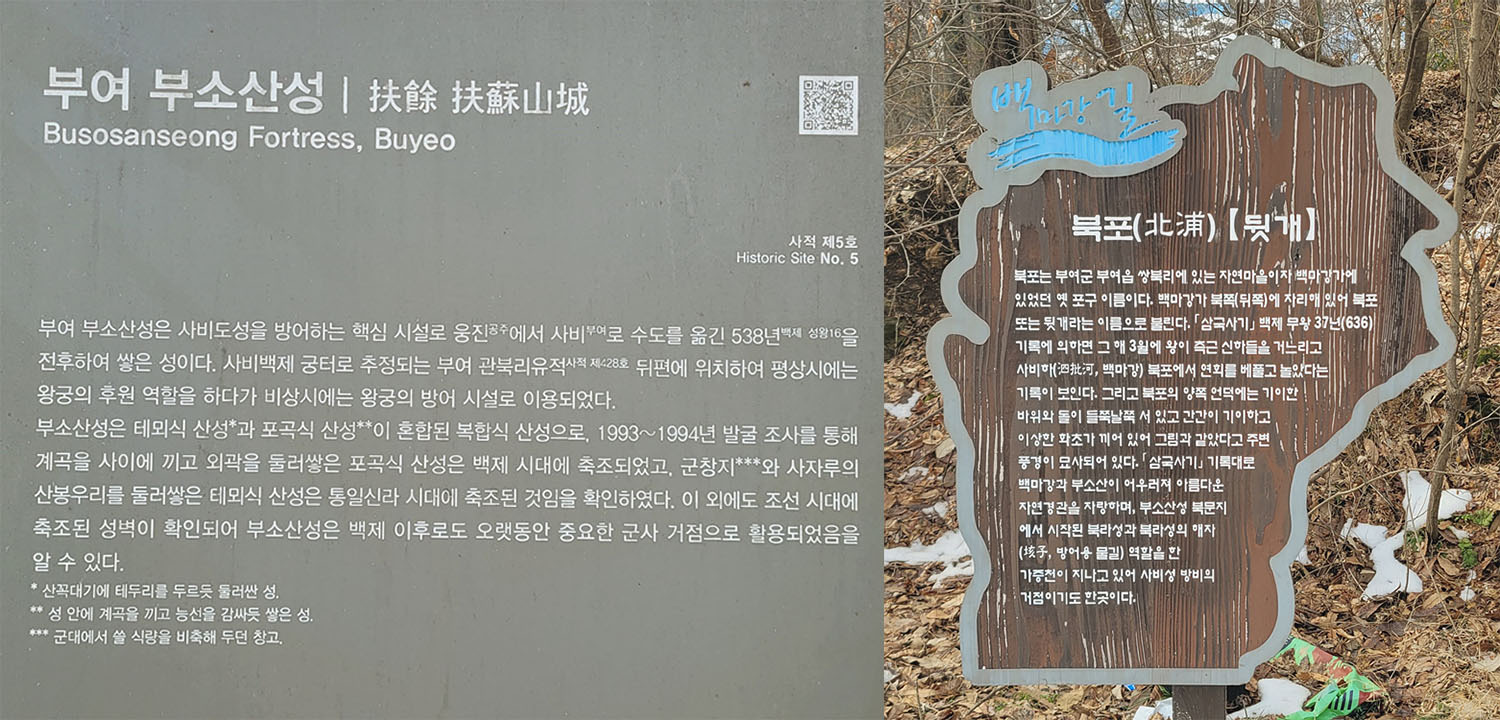 부여 부소산성 | 扶餘 扶蘇山城
Busosanseong Fortress, Buyeo
사적 제5호
Historic Site No. 5
부여 부소산성은 사비도성을 방어하는 핵심 시설로 웅진공주에서 사비부여로 수도를 옮긴 538년백제 성왕16을
전후하여 쌓은 성이다. 사비백제 궁터로 추정되는 부여 관북리유적사적 제428호 뒤편에 위치하여 평상시에는
왕궁의 후원 역할을 하다가 비상시에는 왕궁의 방어 시설로 이용되었다.
부소산성은 테뫼식 산성*과 포곡식 산성**이 혼합된 복합식 산성으로, 1993~1994년 발굴 조사를 통해
계곡을 사이에 끼고 외곽을 둘러쌓은 포곡식 산성은 백제 시대에 축조되었고, 군창지***와 사자루의
산봉우리를 둘러쌓은 테뫼식 산성은 통일신라 시대에 축조된 것임을 확인하였다. 이 외에도 조선 시대에
축조된 성벽이 확인되어 부소산성은 백제 이후로도 오랫동안 중요한 군사 거점으로 활용되었음을
알 수 있다.
* 산꼭대기에 테두리를 두르듯 둘러싼 성.
** 성 안에 계곡을 끼고 능선을 감싸듯 쌓은 성.
*** 군대에서 쓸 식량을 비축해 두던 창고.
백마강 길
북포(北浦)【뒷개】
북포는 부여군 부여읍 쌍북리에 있는 자연마을이자 백마강가에
있었던 옛 포구 이름이다. 백마강가 북쪽(뒤쪽)에 자리해 있어 북포
또는 뒷개라는 이름으로 불린다. 「삼국사기」 백제 무왕 37년(636)
기록에 의하면 그 해 3월에 왕이 측근 신하들을 거느리고
사비하(泗批河, 백마강) 북포에서 연회를 베풀고 놀았다는
기록이 보인다. 그리고 북포의 양쪽 언덕에는 기이한
바위와 돌이 들쭉날쭉 서 있고 간간이 기이하고
이상한 화초가 끼어 있어 그림과 같았다고 주변
풍경이 묘사되어 있다. 「삼국사기」 기록대로
백마강과 부소산이 어우러져 아름다운
자연경관을 자랑하며, 부소산성 북문지
에서 시작된 북라성과 북라성의 해자
(垓子, 방어용 물길) 역할을 한
가증천이 지나고 있어 사비성 방비의
거점이기도 한곳이다.